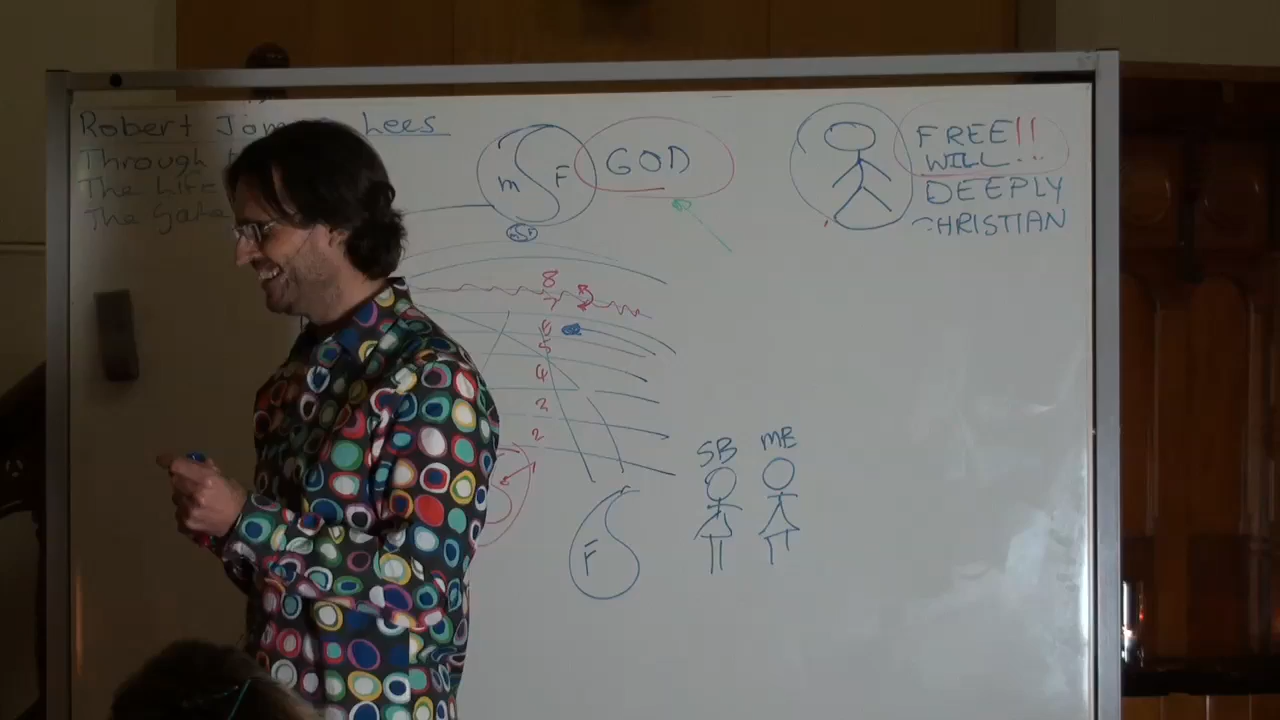 Robert Lees
Through
The Life
The Gate
m F
GOD
FREE!!
WILL...
DEEPLY
CHRISTIAN
8
7
6
5
4
3
2
1
SB
MB
F